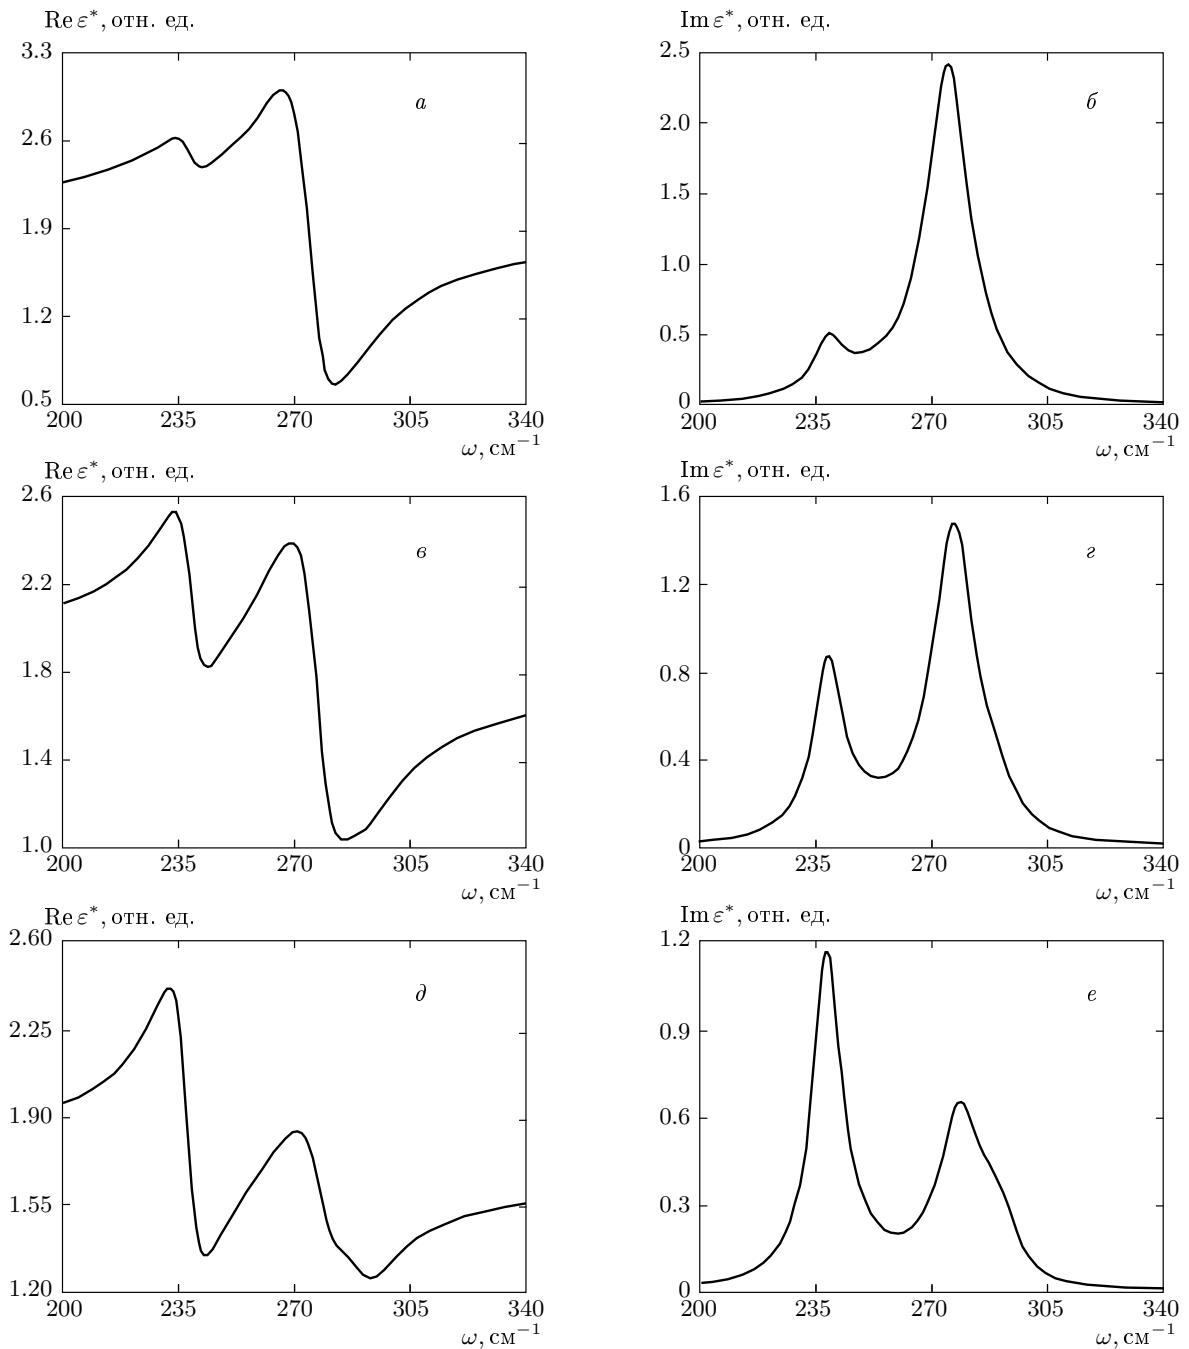 Re ε*, отн. ед.
3.3
2.6
1.9
1.2
0.5
200 235 270 305 340
ω, см⁻¹
а
Im ε*, отн. ед.
2.5
2.0
1.5
1.0
0.5
0
200 235 270 305 340
ω, см⁻¹
б
Re ε*, отн. ед.
2.6
2.2
1.8
1.4
1.0
200 235 270 305 340
ω, см⁻¹
в
Im ε*, отн. ед.
1.6
1.2
0.8
0.4
0
200 235 270 305 340
ω, см⁻¹
г
Re ε*, отн. ед.
2.60
2.25
1.90
1.55
1.20
200 235 270 305 340
ω, см⁻¹
д
Im ε*, отн. ед.
1.2
0.9
0.6
0.3
0
200 235 270 305 340
ω, см⁻¹
е